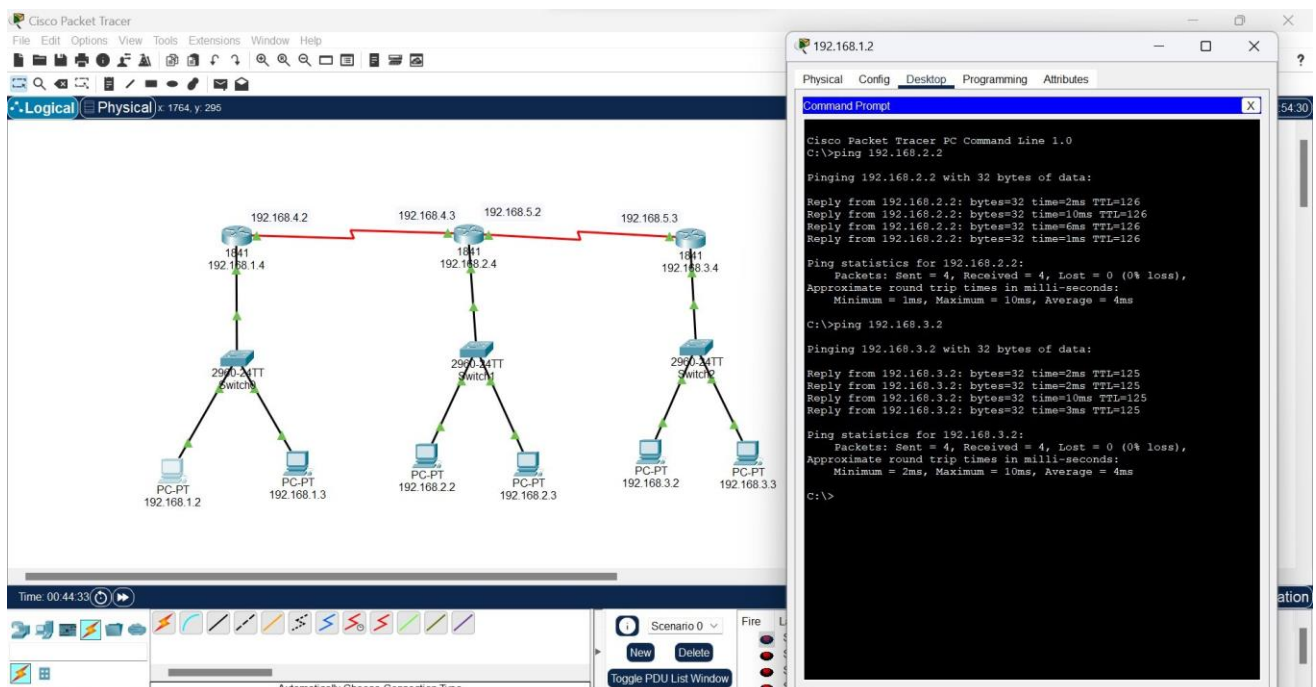 Cisco Packet Tracer
File Edit Options View Tools Extensions Window Help
?
Logical Physical x: 1764, y: 295
:54:30
192.168.4.2
192.168.4.3
192.168.5.2
192.168.5.3
1841
192.168.1.4
1841
192.168.2.4
1841
192.168.3.4
2960-24TT
Switch0
2960-24TT
Switch1
2960-24TT
Switch2
PC-PT
192.168.1.2
PC-PT
192.168.1.3
PC-PT
192.168.2.2
PC-PT
192.168.2.3
PC-PT
192.168.3.2
PC-PT
192.168.3.3
Time: 00:44:33
ation
Scenario 0
New Delete
Toggle PDU List Window
Fire
192.168.1.2
Physical Config Desktop Programming Attributes
Command Prompt
X
Cisco Packet Tracer PC Command Line 1.0
C:\>ping 192.168.2.2
Pinging 192.168.2.2 with 32 bytes of data:
Reply from 192.168.2.2: bytes=32 time=2ms TTL=126
Reply from 192.168.2.2: bytes=32 time=10ms TTL=126
Reply from 192.168.2.2: bytes=32 time=6ms TTL=126
Reply from 192.168.2.2: bytes=32 time=1ms TTL=126
Ping statistics for 192.168.2.2:
Packets: Sent = 4, Received = 4, Lost = 0 (0% loss),
Approximate round trip times in milli-seconds:
Minimum = 1ms, Maximum = 10ms, Average = 4ms
C:\>ping 192.168.3.2
Pinging 192.168.3.2 with 32 bytes of data:
Reply from 192.168.3.2: bytes=32 time=2ms TTL=125
Reply from 192.168.3.2: bytes=32 time=2ms TTL=125
Reply from 192.168.3.2: bytes=32 time=10ms TTL=125
Reply from 192.168.3.2: bytes=32 time=3ms TTL=125
Ping statistics for 192.168.3.2:
Packets: Sent = 4, Received = 4, Lost = 0 (0% loss),
Approximate round trip times in milli-seconds:
Minimum = 2ms, Maximum = 10ms, Average = 4ms
C:\>